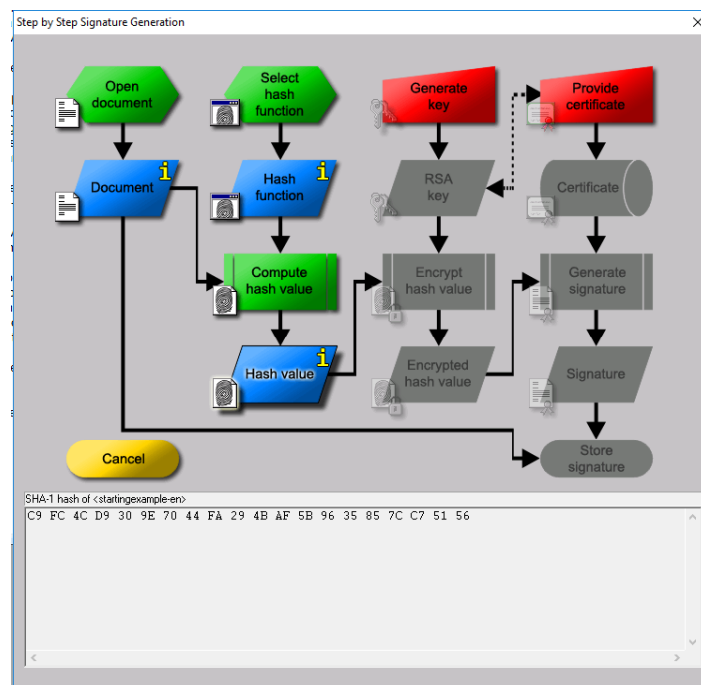 Step by Step Signature Generation
Open
document
Select
hash
function
Generate
key
Provide
certificate
Document
i
Hash
function
i
RSA
key
Certificate
Compute
hash value
Encrypt
hash value
Generate
signature
Hash value
i
Encrypted
hash value
Signature
Cancel
Store
signature
SHA-1 hash of <startingexample-en>
C9 FC 4C D9 30 9E 70 44 FA 29 4B AF 5B 96 35 85 7C C7 51 56